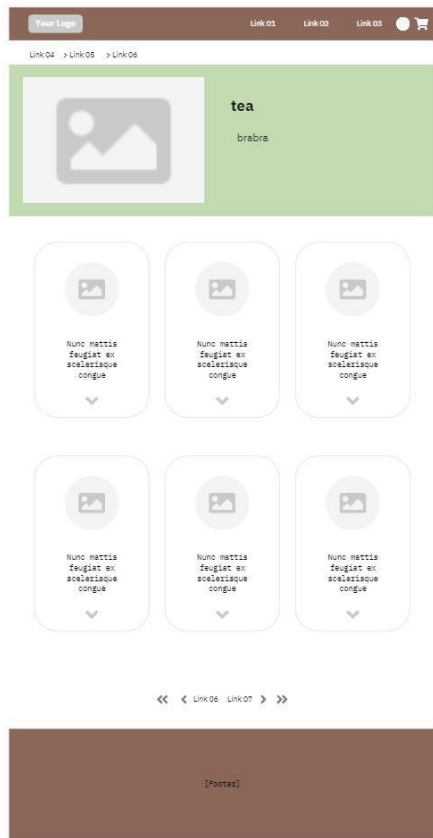 Your Logo
Link 01
Link 02
Link 03
Link 04 > Link 05 > Link 06
tea
brabra
Nunc mattis
feugiat ex
scelerisque
congue
Nunc mattis
feugiat ex
scelerisque
congue
Nunc mattis
feugiat ex
scelerisque
congue
Nunc mattis
feugiat ex
scelerisque
congue
Nunc mattis
feugiat ex
scelerisque
congue
Nunc mattis
feugiat ex
scelerisque
congue
Link 06
Link 07
[Footer]